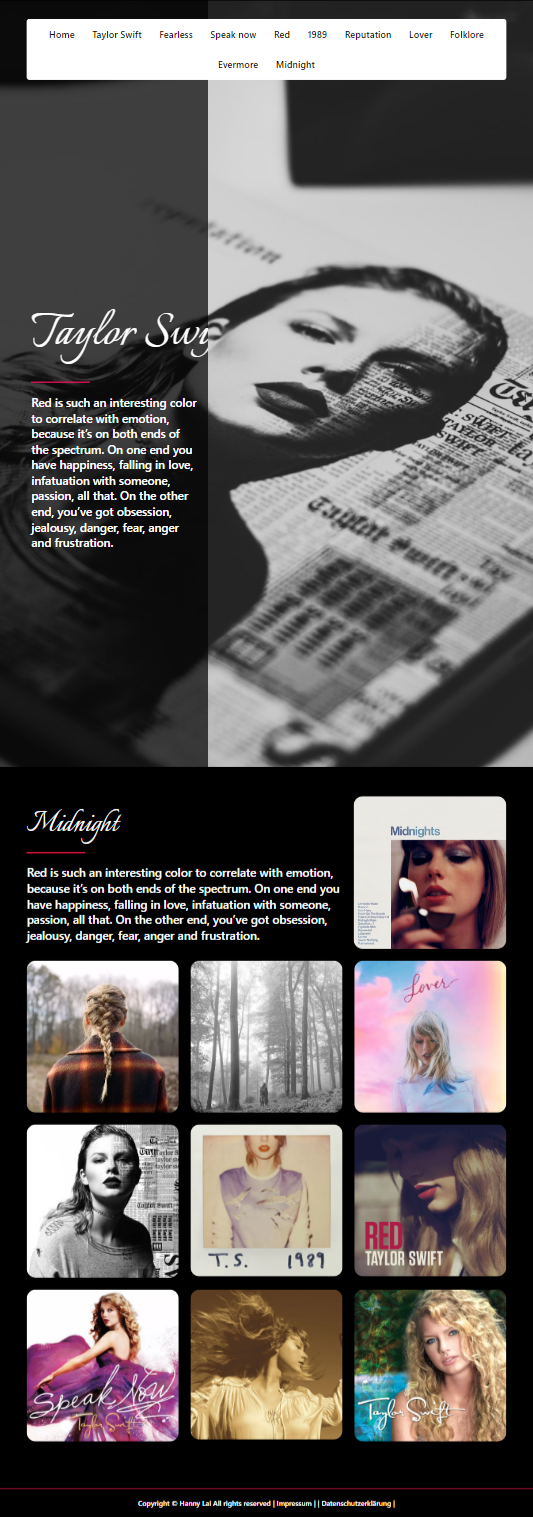 Home Taylor Swift Fearless Speak now Red 1989 Reputation Lover Folklore
Evermore Midnight
reputation
Taylor Swi
Red is such an interesting color
to correlate with emotion,
because it's on both ends of
the spectrum. On one end you
have happiness, falling in love,
infatuation with someone,
passion, all that. On the other
end, you've got obsession,
jealousy, danger, fear, anger
and frustration.
Taylor Swift
Midnight
Red is such an interesting color to correlate with emotion,
because it's on both ends of the spectrum. On one end you
have happiness, falling in love, infatuation with someone,
passion, all that. On the other end, you've got obsession,
jealousy, danger, fear, anger and frustration.
Midnights
Lover
T.S. 1989
RED
TAYLOR SWIFT
Speak Now
Taylor Swift
Taylor Swift
Copyright © Hanny Lal All rights reserved | Impressum | | Datenschutzerklärung |